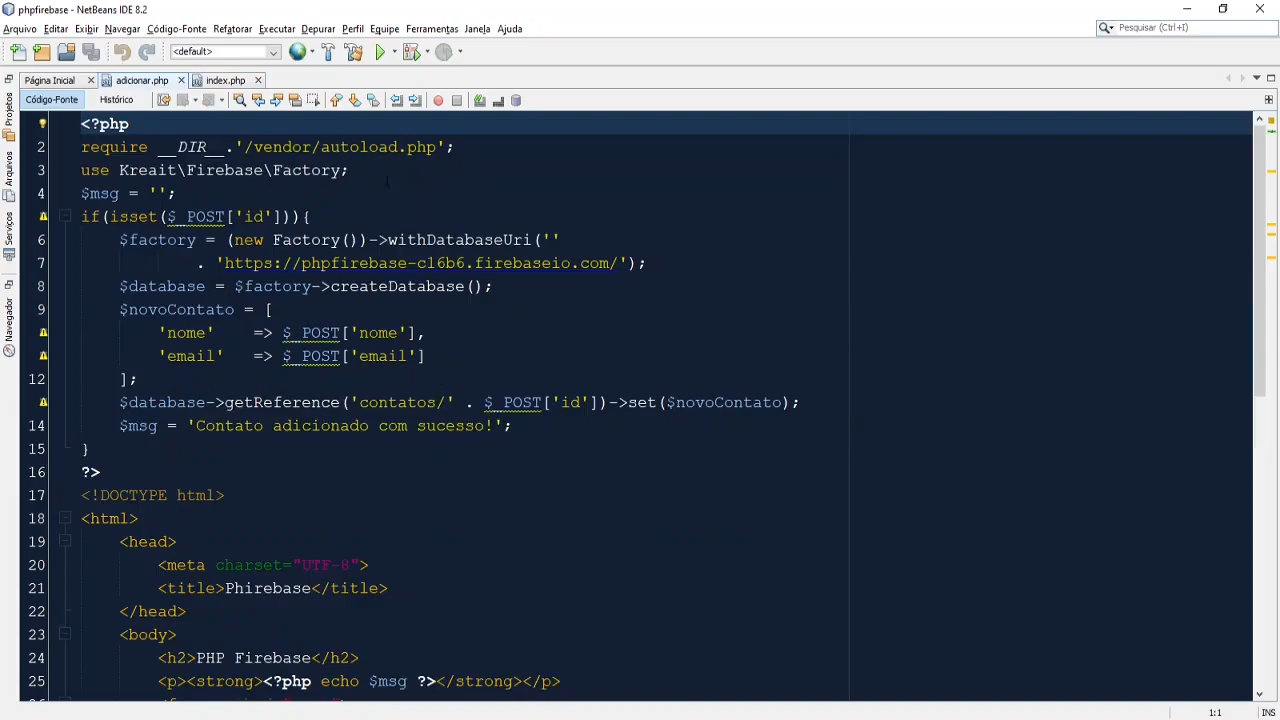 phpfirebase - NetBeans IDE 8.2
Arquivo Editar Exibir Navegar Código-Fonte Refatorar Executar Depurar Perfil Equipe Ferramentas Janela Ajuda
Pesquisar (Ctrl+I)
<default>
Página Inicial adicionar.php index.php
Código-Fonte Histórico
Projetos
Arquivos
Serviços
Navegador
<?php
2 require __DIR__.'/vendor/autoload.php';
3 use Kreait\Firebase\Factory;
4 $msg = '';
if(isset($_POST['id'])){
6 $factory = (new Factory())->withDatabaseUri(''
7 . 'https://phpfirebase-c16b6.firebaseio.com/');
8 $database = $factory->createDatabase();
9 $novoContato = [
'nome' => $_POST['nome'],
'email' => $_POST['email']
12 ];
$database->getReference('contatos/' . $_POST['id'])->set($novoContato);
14 $msg = 'Contato adicionado com sucesso!';
15 }
16 ?>
17 <!DOCTYPE html>
18 <html>
19 <head>
20 <meta charset="UTF-8">
21 <title>Phirebase</title>
22 </head>
23 <body>
24 <h2>PHP Firebase</h2>
25 <p><strong><?php echo $msg ?></strong></p>
1:1 INS